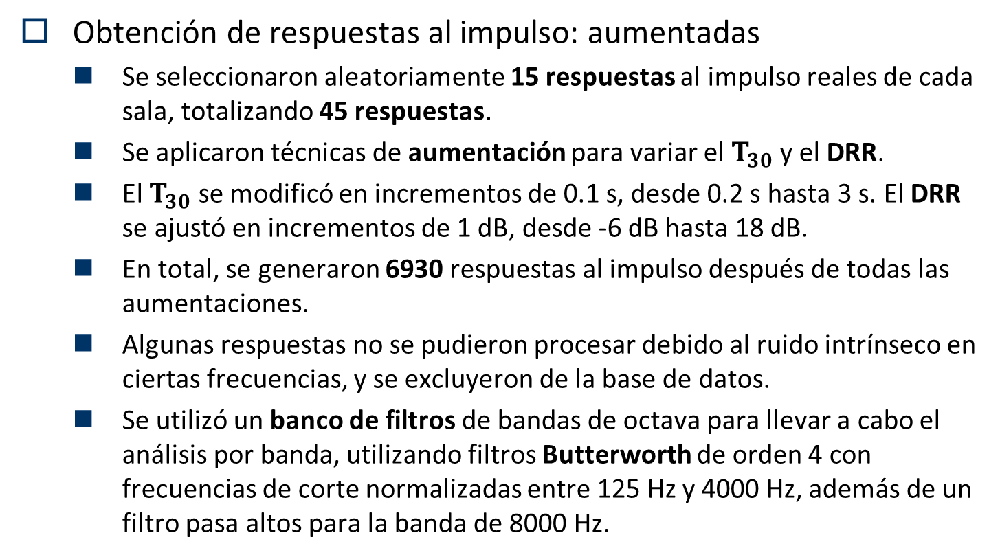 Obtención de respuestas al impulso: aumentadas
Se seleccionaron aleatoriamente 15 respuestas al impulso reales de cada
sala, totalizando 45 respuestas.
Se aplicaron técnicas de aumentación para variar el T₃₀ y el DRR.
El T₃₀ se modificó en incrementos de 0.1 s, desde 0.2 s hasta 3 s. El DRR
se ajustó en incrementos de 1 dB, desde -6 dB hasta 18 dB.
En total, se generaron 6930 respuestas al impulso después de todas las
aumentaciones.
Algunas respuestas no se pudieron procesar debido al ruido intrínseco en
ciertas frecuencias, y se excluyeron de la base de datos.
Se utilizó un banco de filtros de bandas de octava para llevar a cabo el
análisis por banda, utilizando filtros Butterworth de orden 4 con
frecuencias de corte normalizadas entre 125 Hz y 4000 Hz, además de un
filtro pasa altos para la banda de 8000 Hz.